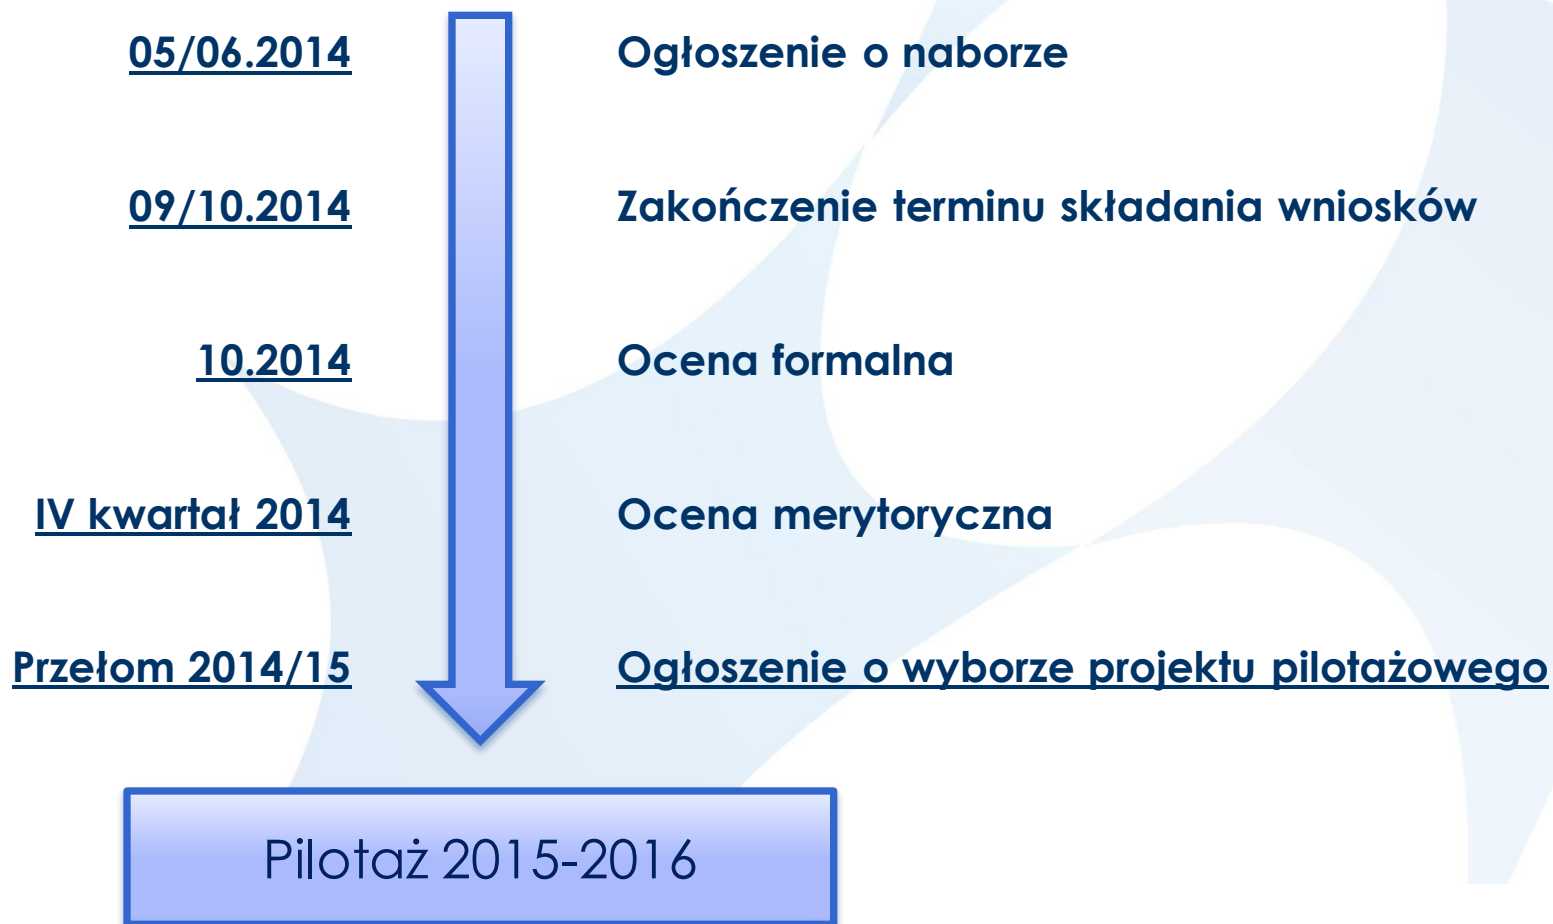 05/06.2014 Ogłoszenie o naborze
09/10.2014 Zakończenie terminu składania wniosków
10.2014 Ocena formalna
IV kwartał 2014 Ocena merytoryczna
Przełom 2014/15 Ogłoszenie o wyborze projektu pilotażowego
Pilotaż 2015-2016